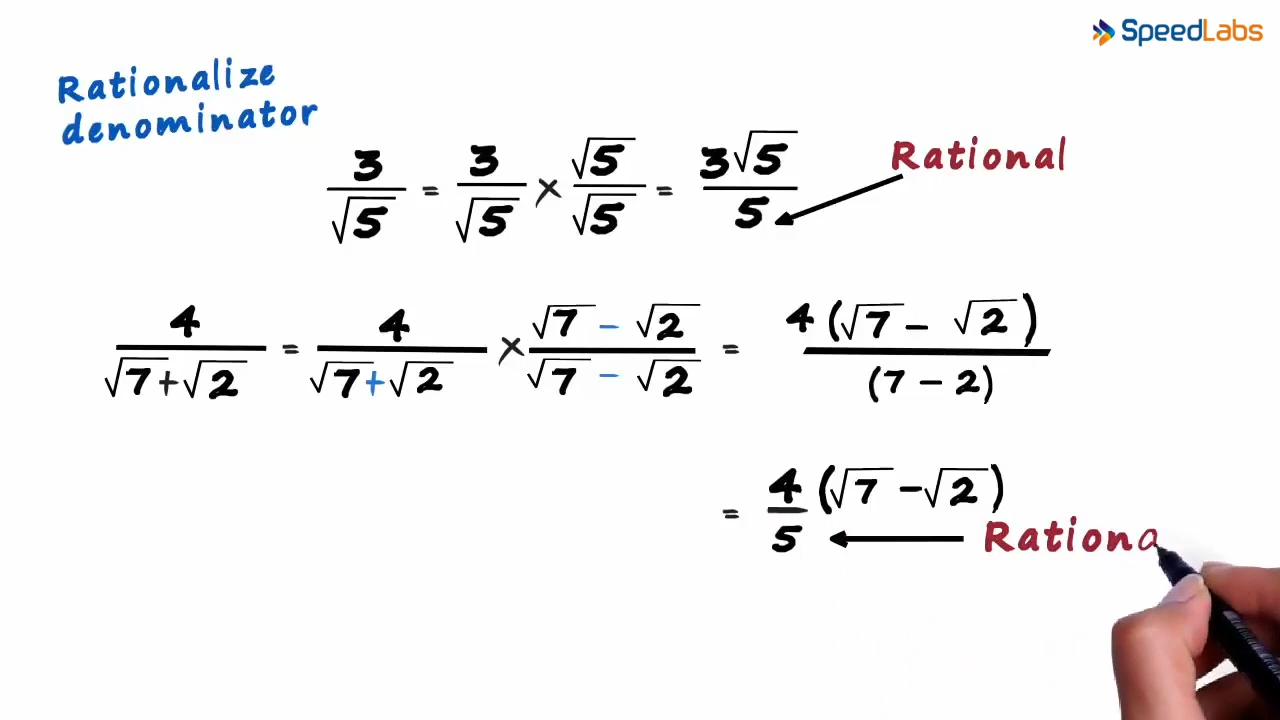 SpeedLabs
Rationalize
denominator
3/√5 = 3/√5 × √5/√5 = 3√5/5
Rational
4/(√7+√2) = 4/(√7+√2) × (√7-√2)/(√7-√2) = 4(√7-√2)/(7-2)
= 4/5 (√7-√2)
Rationa